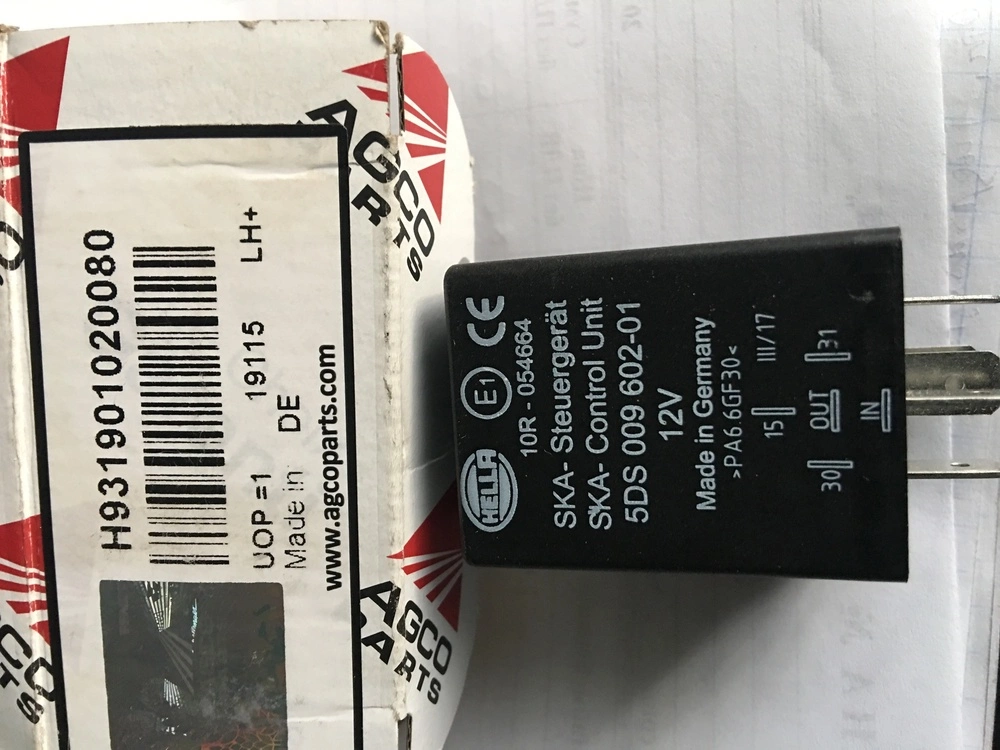 H931901020080
UOP =1 19115 LH+
Made in DE
www.agcoparts.com
AGCO
PARTS
AGCO
PARTS
HELLA
E1
CE
10R - 054664
SKA- Steuergerät
SKA- Control Unit
5DS 009 602-01
12V
Made in Germany
>PA6.6GF30<
III/17
15
31
30
OUT
IN